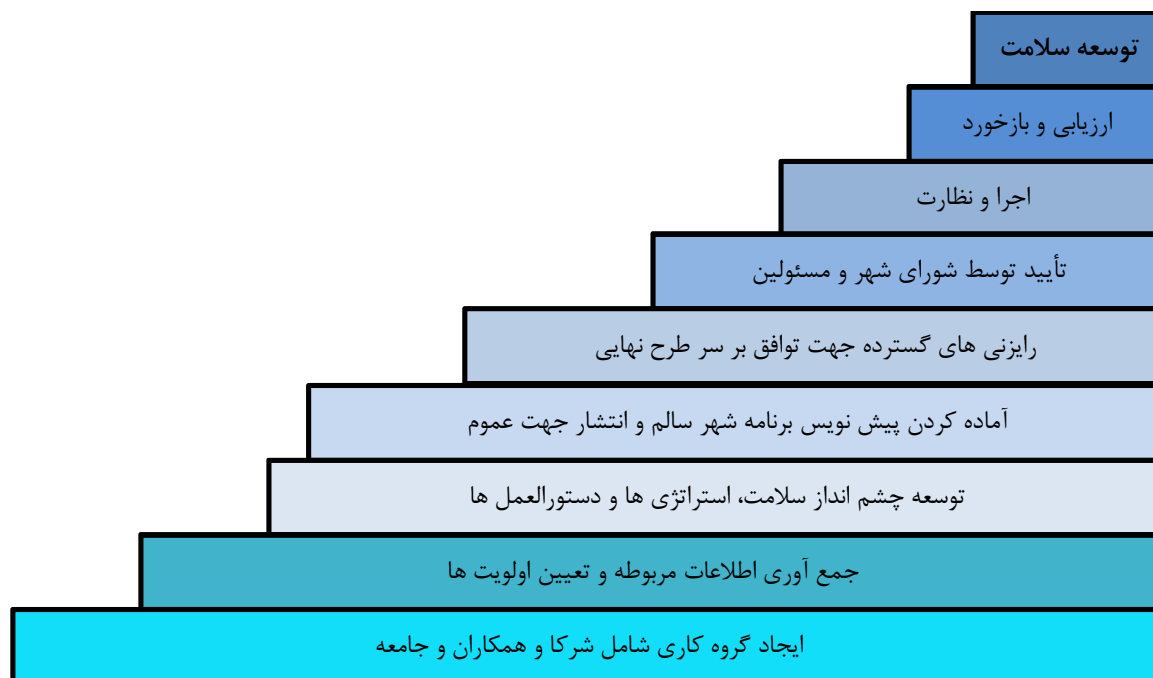 توسعه سلامت
ارزیابی و بازخورد
اجرا و نظارت
تأیید توسط شورای شهر و مسئولین
رایزنی های گسترده جهت توافق بر سر طرح نهایی
آماده کردن پیش نویس برنامه شهر سالم و انتشار جهت عموم
توسعه چشم انداز سلامت، استراتژی ها و دستورالعمل ها
جمع آوری اطلاعات مربوطه و تعیین اولویت ها
ایجاد گروه کاری شامل شرکا و همکاران و جامعه